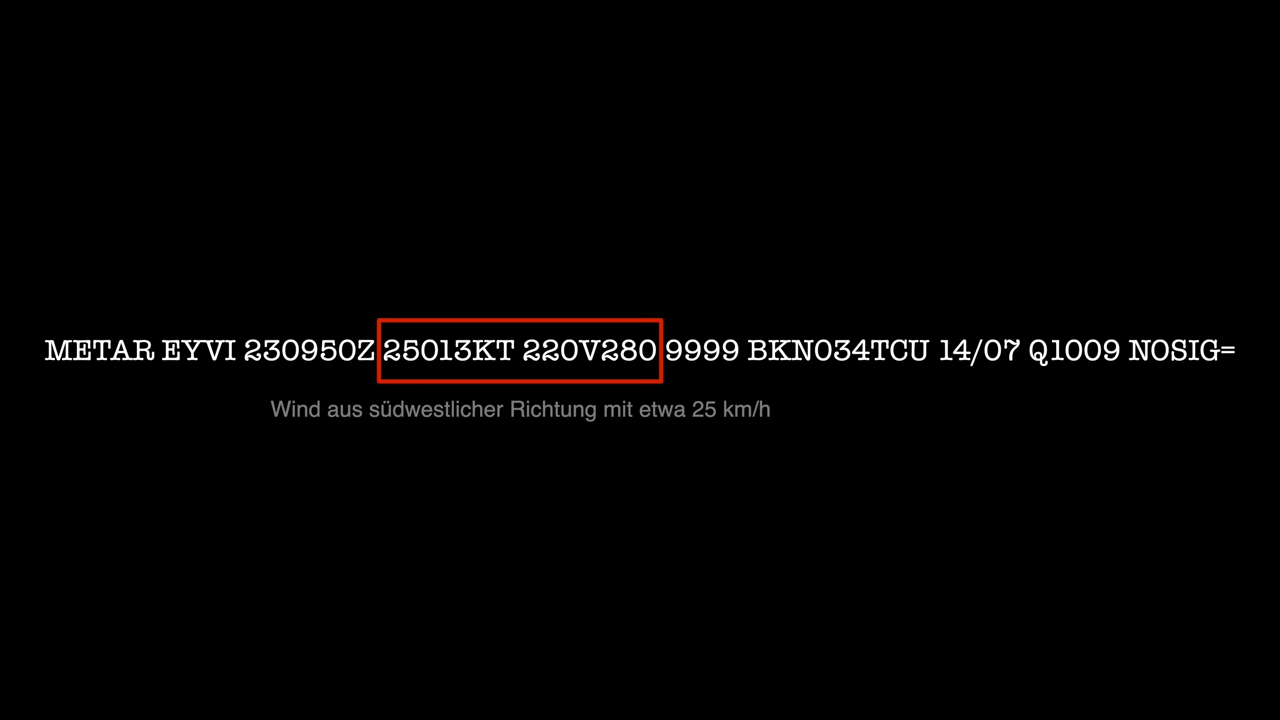 METAR EYVI 230950Z 25013KT 220V280 9999 BKN034TCU 14/07 Q1009 NOSIG=
Wind aus südwestlicher Richtung mit etwa 25 km/h